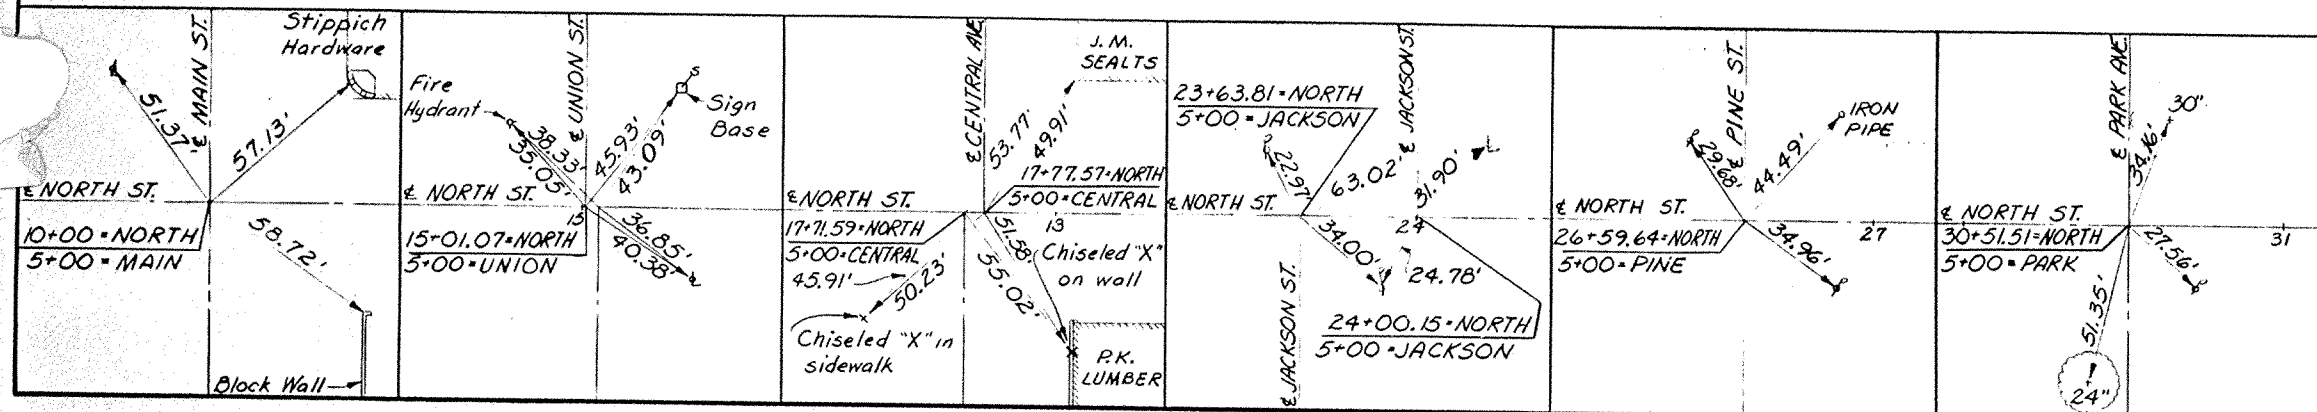 Stippich
Hardware
℄ MAIN ST.
51.37'
57.13'
℄ NORTH ST.
10+00=NORTH
5+00=MAIN
58.72'
Block Wall
℄ UNION ST.
Fire
Hydrant
Sign
Base
38.33'
35.05'
45.93'
43.09'
℄ NORTH ST.
15
15+01.07=NORTH
5+00=UNION
36.85'
40.38'
℄ CENTRAL AVE.
J.M.
SEALTS
53.77'
49.91'
17+77.57=NORTH
5+00=CENTRAL
℄ NORTH ST.
17+71.59=NORTH
5+00=CENTRAL
45.91'
50.23'
51.58'
55.02'
13
Chiseled "X"
on wall
Chiseled "X" in
sidewalk
P.K.
LUMBER
℄ JACKSON ST.
23+63.81=NORTH
5+00=JACKSON
22.97'
63.02'
31.90'
℄ NORTH ST.
24
34.00'
24.78'
℄ JACKSON ST.
24+00.15=NORTH
5+00=JACKSON
℄ PINE ST.
IRON
PIPE
29.68'
44.49'
℄ NORTH ST.
26+59.64=NORTH
5+00=PINE
34.96'
27
℄ PARK AVE.
30"
34.16'
℄ NORTH ST.
30+51.51=NORTH
5+00=PARK
27.56'
31
51.35'
24"